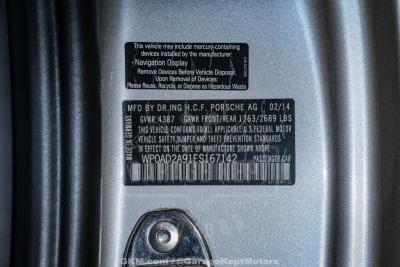 This vehicle may include mercury-containing
devices installed by the manufacturer:
-Navigation Display
Remove Devices Before Vehicle Disposal.
Upon Removal of Devices
Please Reuse, Recycle, or Dispose as Hazardous Waste
MFD BY DR.ING H.C.F. PORSCHE AG 02/14
GVWR 4387 GAWR FRONT/REAR 1763/2689 LBS
THIS VEHICLE CONFORMS TO ALL APPLICABLE U.S. FEDERAL MOTOR
VEHICLE SAFETY, BUMPER, AND THEFT PREVENTION STANDARDS IN
EFFECT ON THE DATE OF MANUFACTURE SHOWN ABOVE.
WP0AD2A91ES167142 PASSENGER CAR
MADE IN GERMANY
GKM.com / @GarageKeptMotors